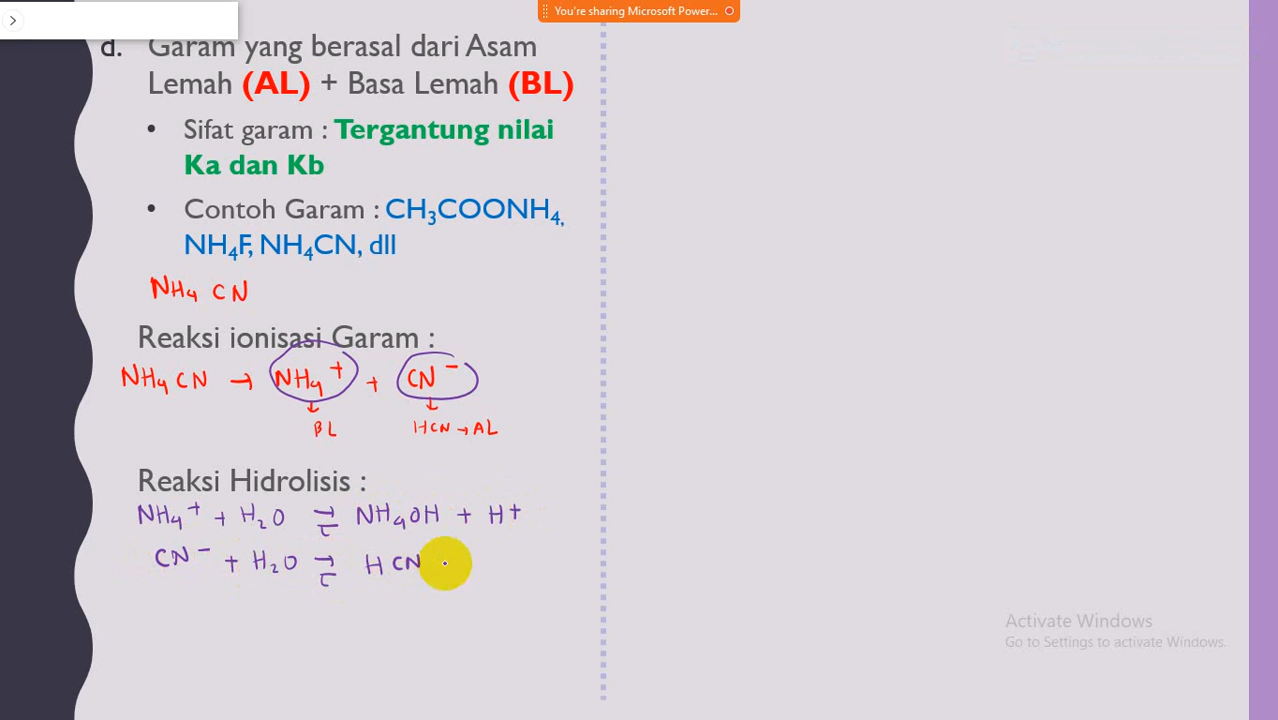 You're sharing Microsoft Power...
d. Garam yang berasal dari Asam
Lemah (AL) + Basa Lemah (BL)
• Sifat garam : Tergantung nilai
Ka dan Kb
• Contoh Garam : CH₃COONH₄,
NH₄F, NH₄CN, dll
NH₄ CN
Reaksi ionisasi Garam :
NH₄ CN → NH₄⁺ + CN⁻
BL HCN → AL
Reaksi Hidrolisis :
NH₄⁺ + H₂O ⇌ NH₄OH + H⁺
CN⁻ + H₂O ⇌ HCN
Activate Windows
Go to Settings to activate Windows.